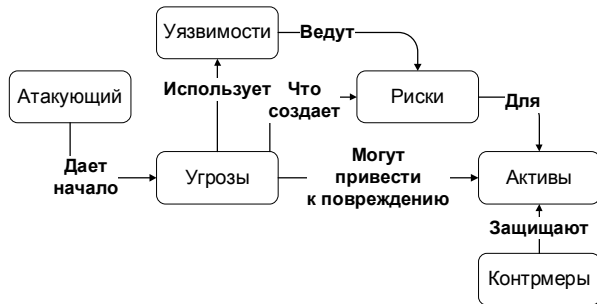 Уязвимости
Ведут
Атакующий
Использует
Что
создает
Риски
Для
Дает
начало
Угрозы
Могут
привести
к повреждению
Активы
Защищают
Контрмеры